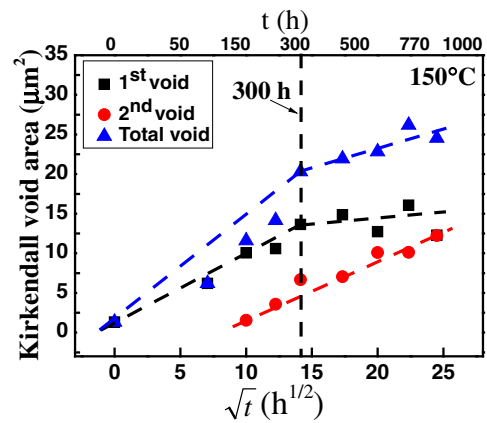 t (h)
0 50 100 200 300 500 770 1000
35
30
25
20
15
10
5
0
Kirkendall void area (μm²)
1st void
2nd void
Total void
300 h
150°C
0 5 10 15 20 25
√t (h^1/2)